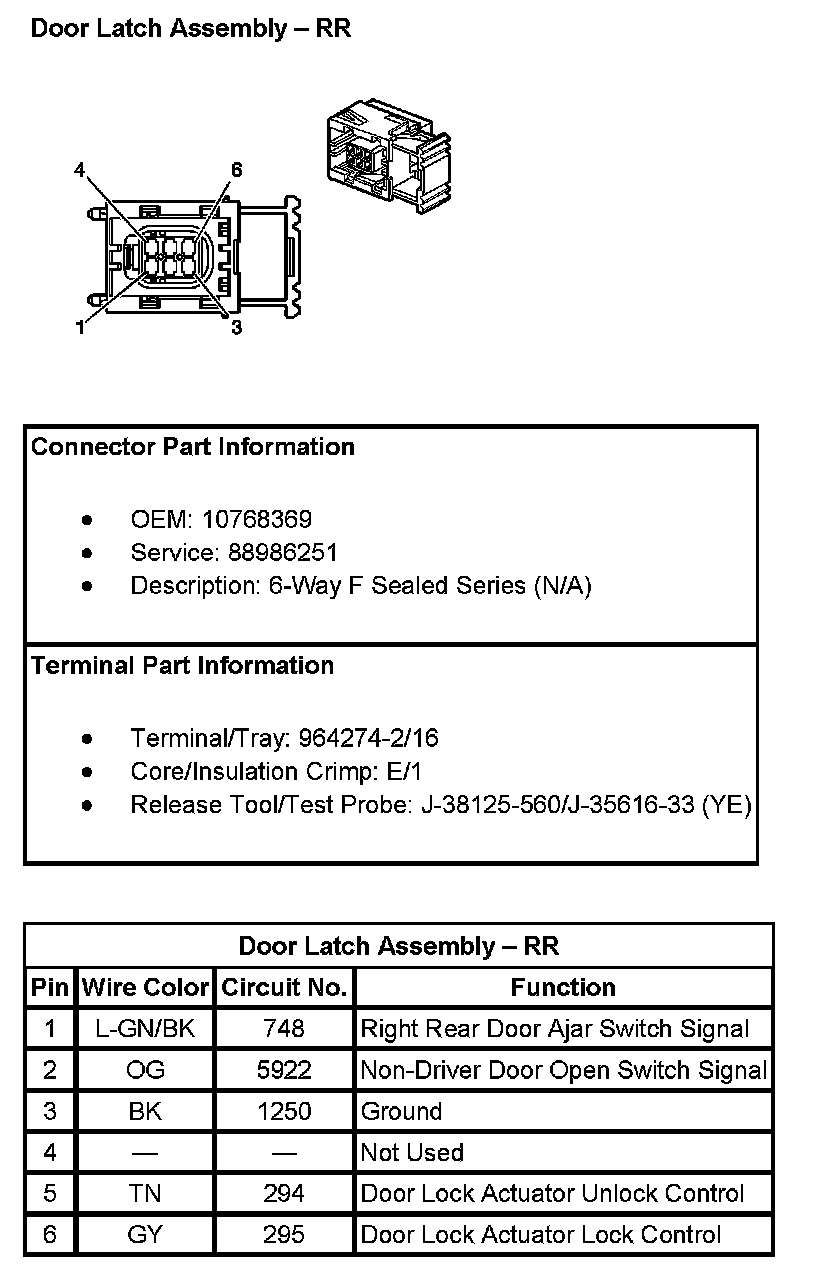 Door Latch Assembly – RR
4
6
1
3
Connector Part Information
• OEM: 10768369
• Service: 88986251
• Description: 6-Way F Sealed Series (N/A)
Terminal Part Information
• Terminal/Tray: 964274-2/16
• Core/Insulation Crimp: E/1
• Release Tool/Test Probe: J-38125-560/J-35616-33 (YE)
Door Latch Assembly – RR
Pin Wire Color Circuit No. Function
1 L-GN/BK 748 Right Rear Door Ajar Switch Signal
2 OG 5922 Non-Driver Door Open Switch Signal
3 BK 1250 Ground
4 — — Not Used
5 TN 294 Door Lock Actuator Unlock Control
6 GY 295 Door Lock Actuator Lock Control